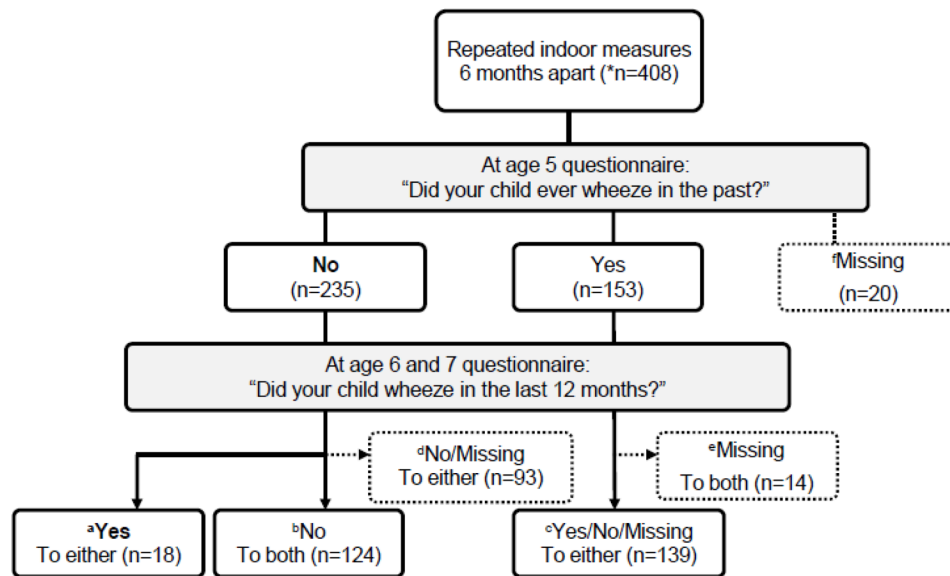 Repeated indoor measures
6 months apart (*n=408)
At age 5 questionnaire:
“Did your child ever wheeze in the past?”
No
(n=235)
Yes
(n=153)
ᶠMissing
(n=20)
At age 6 and 7 questionnaire:
“Did your child wheeze in the last 12 months?”
ᵈNo/Missing
To either (n=93)
ᵉMissing
To both (n=14)
ᵃYes
To either (n=18)
ᵇNo
To both (n=124)
ᶜYes/No/Missing
To either (n=139)